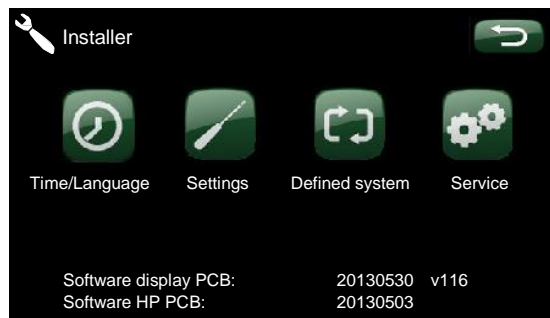 Installer
Time/Language Settings Defined system Service
Software display PCB: 20130530 v116
Software HP PCB: 20130503